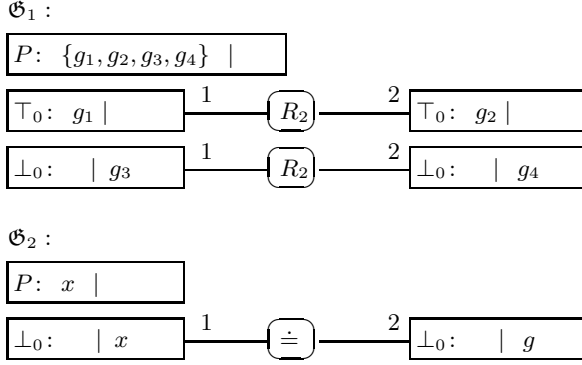 𝔊₁ :
P : {g₁, g₂, g₃, g₄} |
⊤₀ : g₁ | 1 R₂ 2 ⊤₀ : g₂ |
⊥₀ : | g₃ 1 R₂ 2 ⊥₀ : | g₄
𝔊₂ :
P : x |
⊥₀ : | x 1 ≐ 2 ⊥₀ : | g